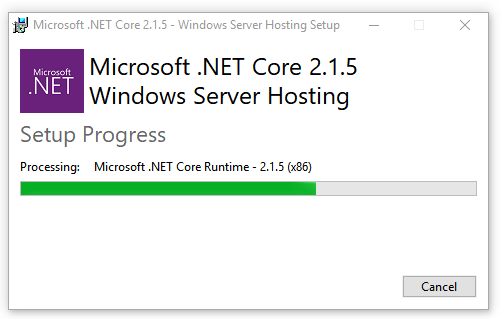 Microsoft .NET Core 2.1.5 - Windows Server Hosting Setup
Microsoft
.NET
Microsoft .NET Core 2.1.5
Windows Server Hosting
Setup Progress
Processing: Microsoft .NET Core Runtime - 2.1.5 (x86)
Cancel